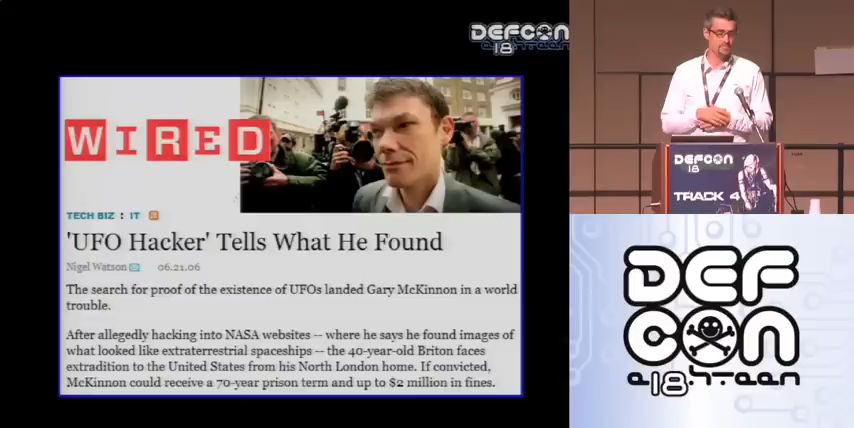 DEFCON
18
WIRED
TECH BIZ : IT
'UFO Hacker' Tells What He Found
Nigel Watson 06.21.06
The search for proof of the existence of UFOs landed Gary McKinnon in a world
trouble.
After allegedly hacking into NASA websites -- where he says he found images of
what looked like extraterrestrial spaceships -- the 40-year-old Briton faces
extradition to the United States from his North London home. If convicted,
McKinnon could receive a 70-year prison term and up to $2 million in fines.
DEFCON
18
TRACK 4
DEF
CON
e18hteen